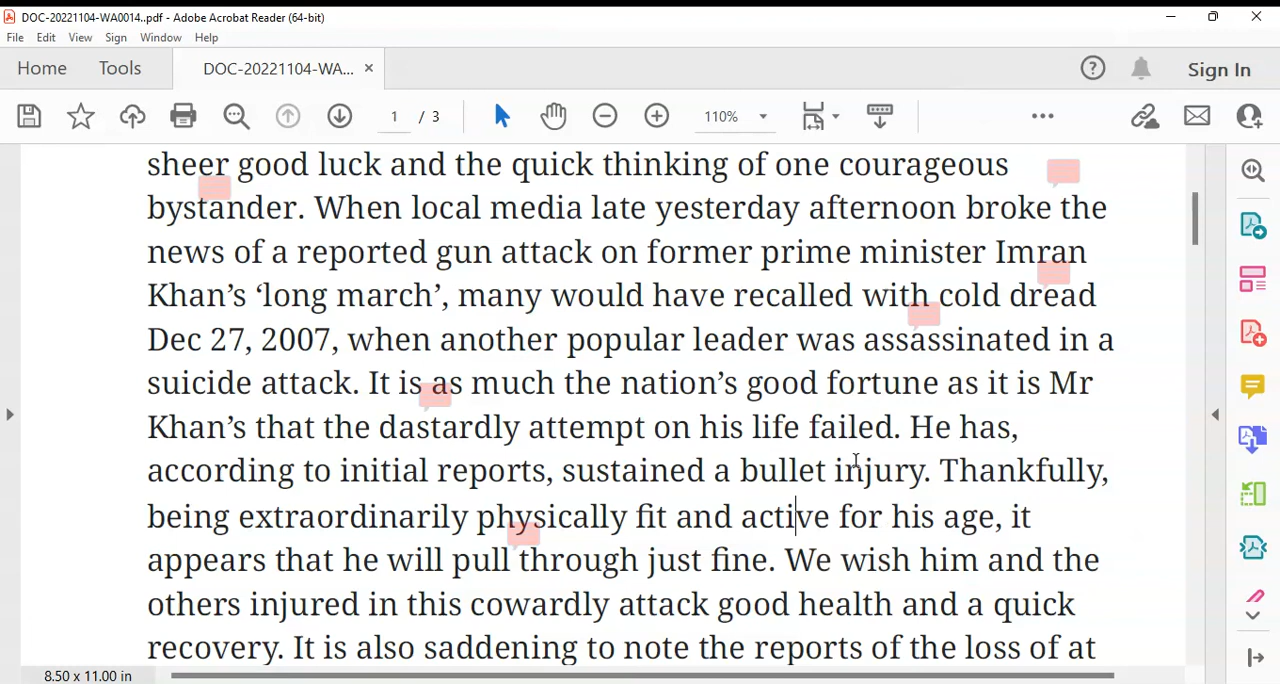 DOC-20221104-WA0014..pdf - Adobe Acrobat Reader (64-bit)
File Edit View Sign Window Help
Home Tools DOC-20221104-WA... × Sign In
1 / 3 110%
sheer good luck and the quick thinking of one courageous
bystander. When local media late yesterday afternoon broke the
news of a reported gun attack on former prime minister Imran
Khan’s ‘long march’, many would have recalled with cold dread
Dec 27, 2007, when another popular leader was assassinated in a
suicide attack. It is as much the nation’s good fortune as it is Mr
Khan’s that the dastardly attempt on his life failed. He has,
according to initial reports, sustained a bullet injury. Thankfully,
being extraordinarily physically fit and active for his age, it
appears that he will pull through just fine. We wish him and the
others injured in this cowardly attack good health and a quick
recovery. It is also saddening to note the reports of the loss of at
8.50 x 11.00 in